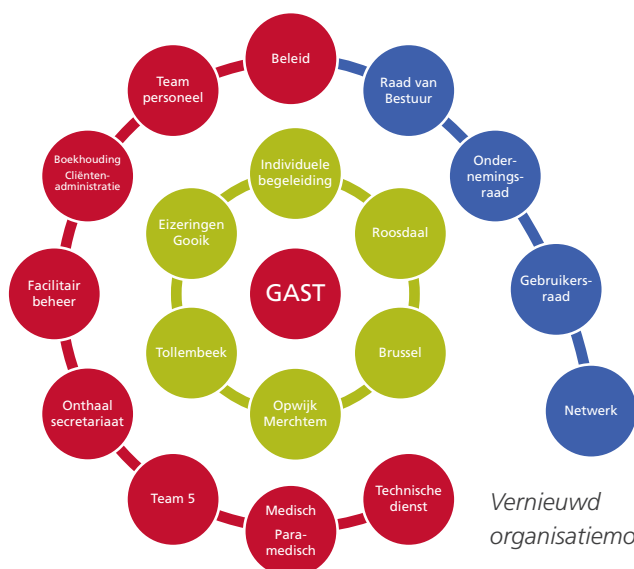 Beleid
Team
personeel
Raad van
Bestuur
Boekhouding
Cliënten-
administratie
Onder-
nemings-
raad
Individuele
begeleiding
Eizeringen
Gooik
Roosdaal
Facilitair
beheer
GAST
Gebruikers-
raad
Tollembeek
Brussel
Onthaal
secretariaat
Opwijk
Merchtem
Netwerk
Team 5
Medisch
Para-
medisch
Technische
dienst
Vernieuwd
organisatiemo